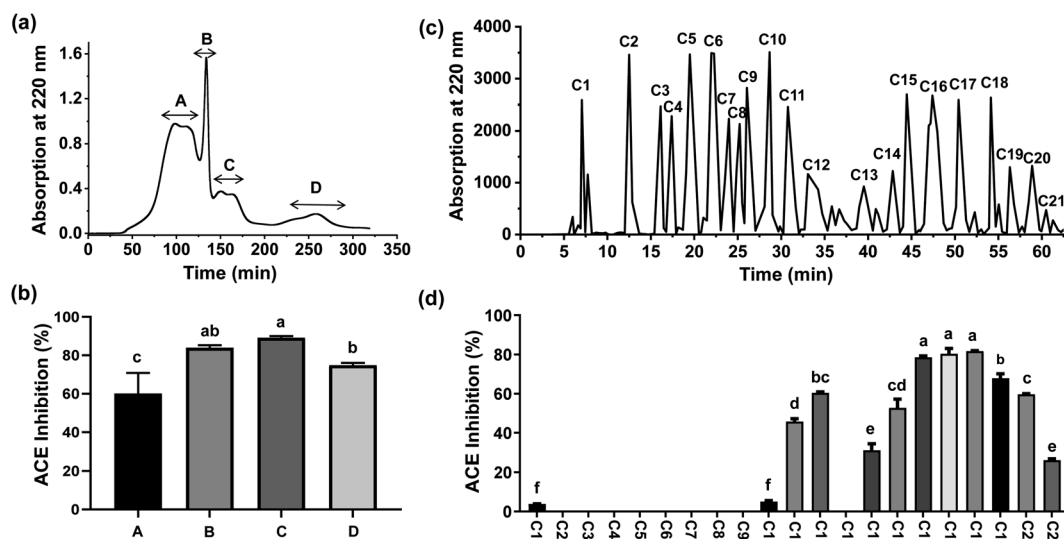 (a)
Absorption at 220 nm
1.6
1.2
0.8
0.4
0.0
A
B
C
D
0 50 100 150 200 250 300 350
Time (min)
(c)
Absorption at 220 nm
4000
3000
2000
1000
0
C1 C2 C3 C4 C5 C6 C7 C8 C9 C10 C11 C12 C13 C14 C15 C16 C17 C18 C19 C20 C21
0 5 10 15 20 25 30 35 40 45 50 55 60
Time (min)
(b)
ACE Inhibition (%)
100
80
60
40
20
0
c ab a b
A B C D
(d)
ACE Inhibition (%)
100
80
60
40
20
0
f f d bc e cd a a a b c e
C1 C2 C3 C4 C5 C6 C7 C8 C9 C1 C1 C1 C1 C1 C1 C1 C1 C1 C1 C2 C2